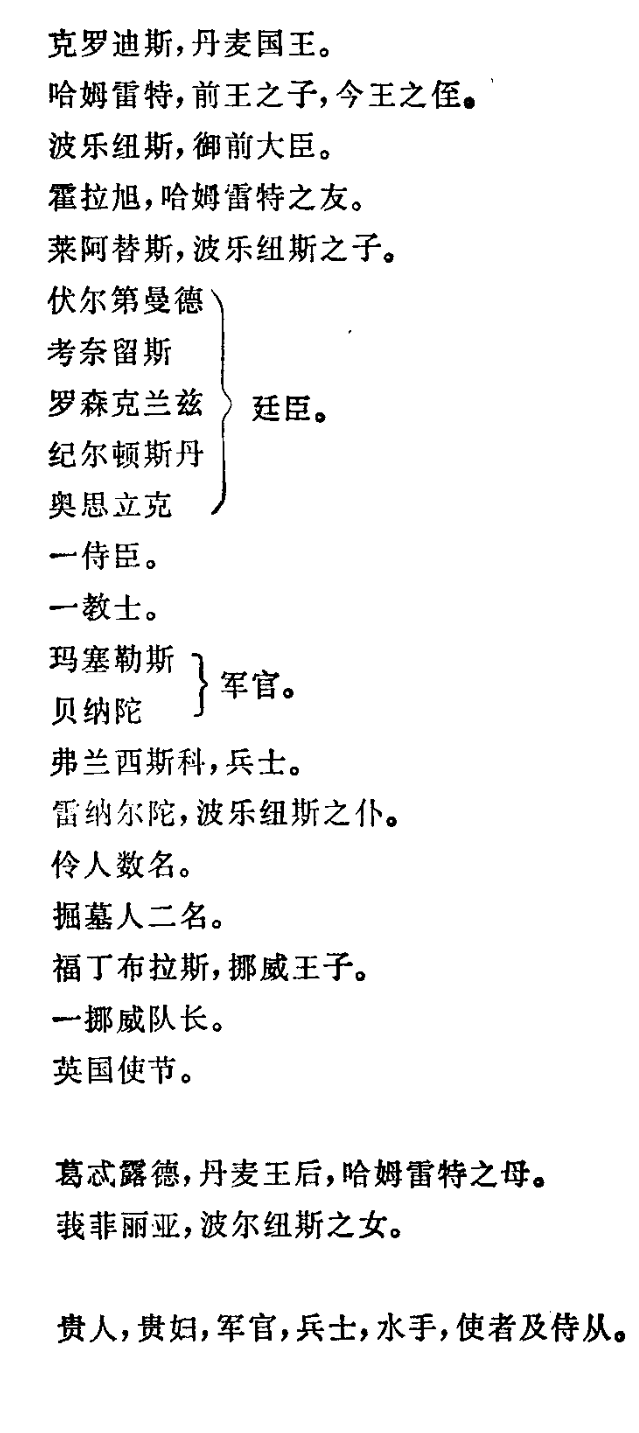 克罗迪斯，丹麦国王。
哈姆雷特，前王之子，今王之侄。
波乐纽斯，御前大臣。
霍拉旭，哈姆雷特之友。
莱阿替斯，波乐纽斯之子。
伏尔第曼德
考奈留斯
罗森克兰兹
纪尔顿斯丹
奥思立克
廷臣。
一侍臣。
一教士。
玛塞勒斯
贝纳陀
军官。
弗兰西斯科，兵士。
雷纳尔陀，波乐纽斯之仆。
伶人数名。
掘墓人二名。
福丁布拉斯，挪威王子。
一挪威队长。
英国使节。
葛忒露德，丹麦王后，哈姆雷特之母。
莪菲丽亚，波尔纽斯之女。
贵人，贵妇，军官，兵士，水手，使者及侍从。